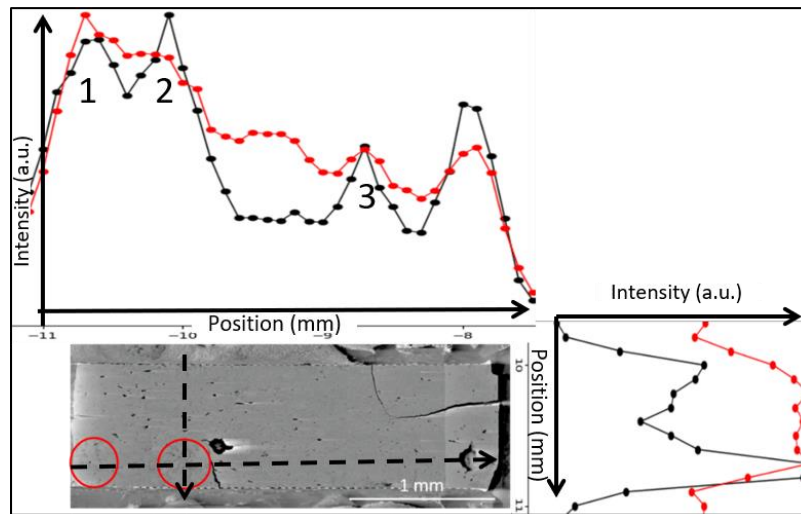 1
2
3
Intensity (a.u.)
Position (mm)
-11
-10
-9
-8
Intensity (a.u.)
Position (mm)
10
11
1 mm